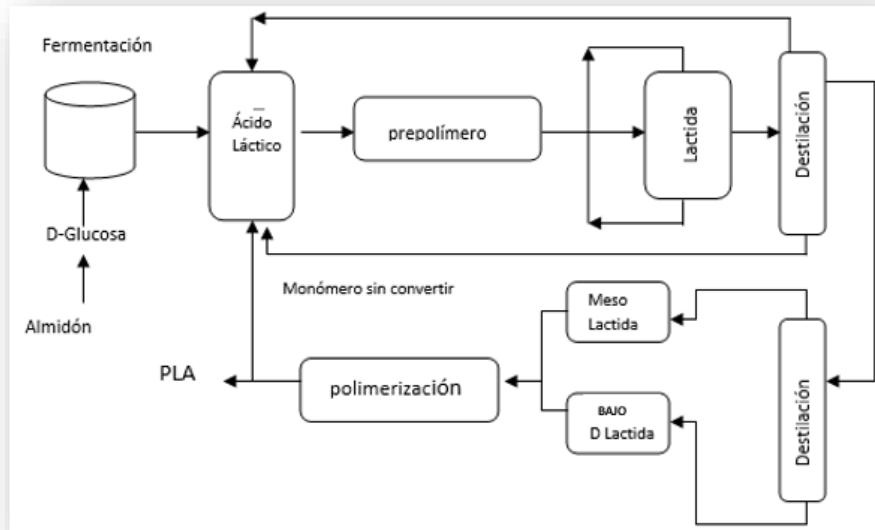 Fermentación
Ácido
Láctico
prepolímero
Lactida
Destilación
D-Glucosa
Almidón
Monómero sin convertir
Meso
Lactida
PLA
polimerización
BAJO
D Lactida
Destilación